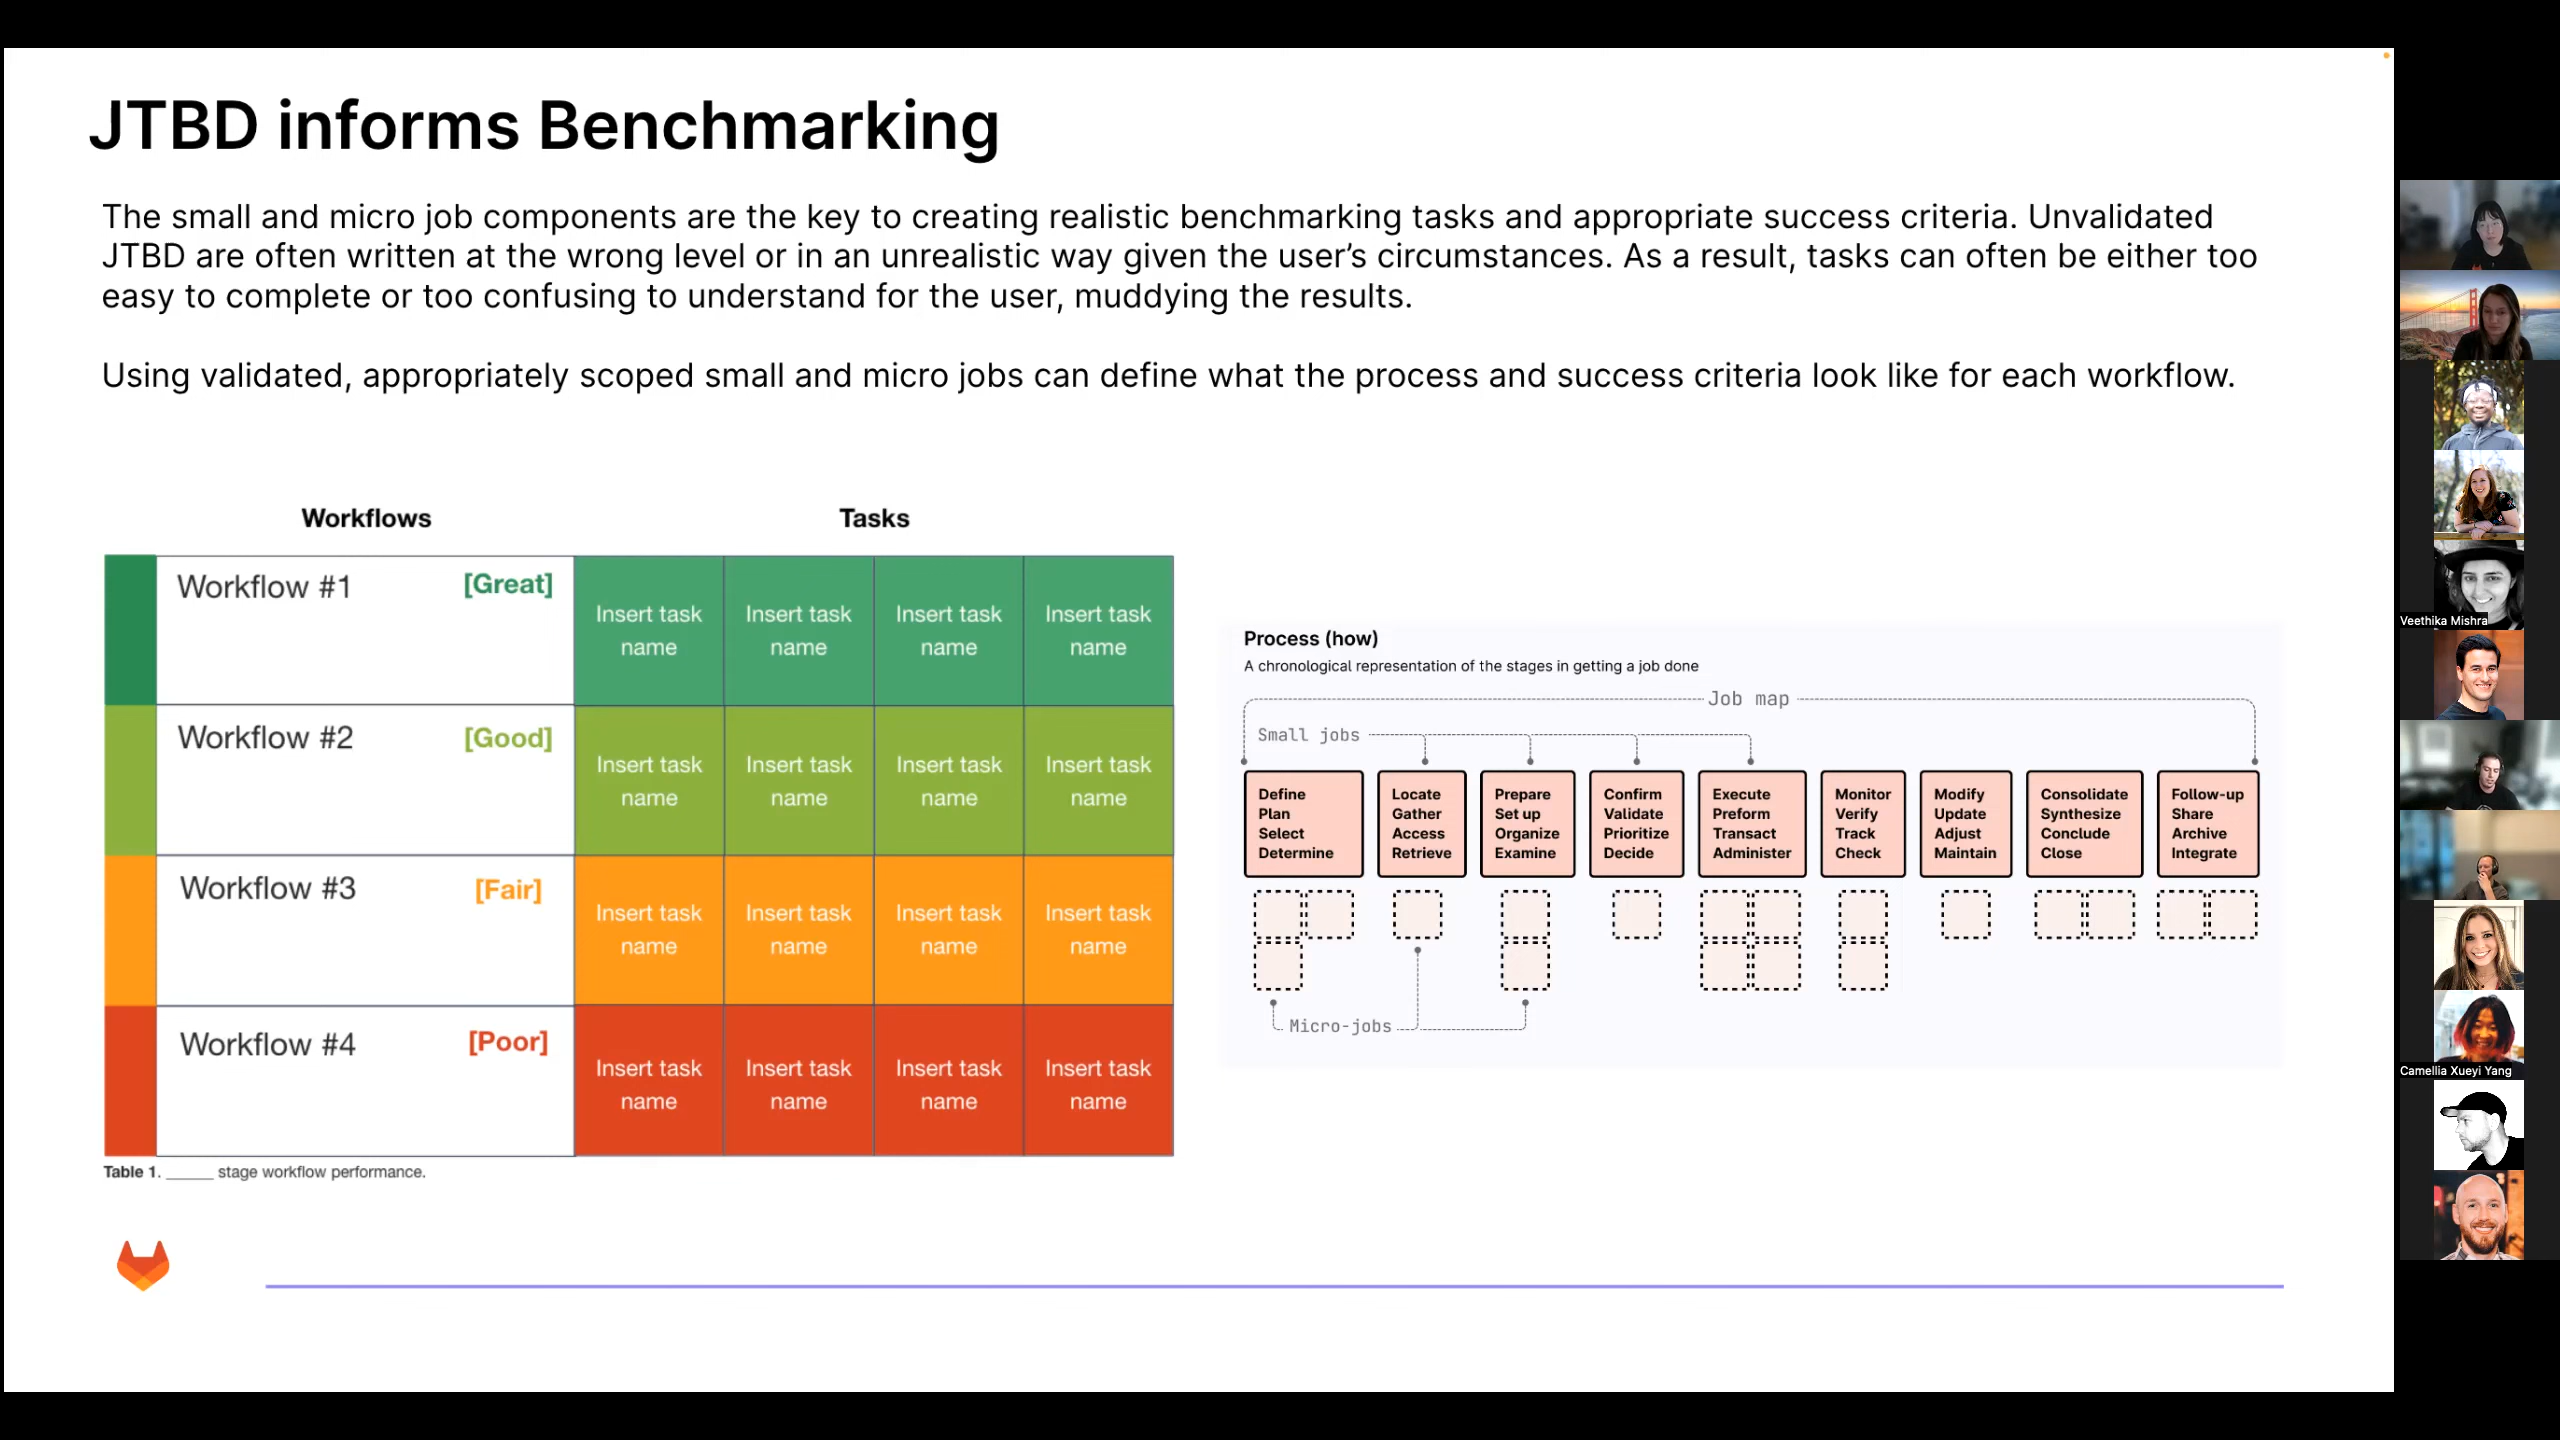 JTBD informs Benchmarking
The small and micro job components are the key to creating realistic benchmarking tasks and appropriate success criteria. Unvalidated
JTBD are often written at the wrong level or in an unrealistic way given the user’s circumstances. As a result, tasks can often be either too
easy to complete or too confusing to understand for the user, muddying the results.
Using validated, appropriately scoped small and micro jobs can define what the process and success criteria look like for each workflow.
Workflows Tasks
Workflow #1 [Great]
Insert task Insert task Insert task Insert task
name name name name
Workflow #2 [Good]
Insert task Insert task Insert task Insert task
name name name name
Workflow #3 [Fair]
Insert task Insert task Insert task Insert task
name name name name
Workflow #4 [Poor]
Insert task Insert task Insert task Insert task
name name name name
Table 1. ______ stage workflow performance.
Process (how)
A chronological representation of the stages in getting a job done
Job map
Small jobs
Define
Plan
Select
Determine
Locate
Gather
Access
Retrieve
Prepare
Set up
Organize
Examine
Confirm
Validate
Prioritize
Decide
Execute
Preform
Transact
Administer
Monitor
Verify
Track
Check
Modify
Update
Adjust
Maintain
Consolidate
Synthesize
Conclude
Close
Follow-up
Share
Archive
Integrate
Micro-jobs
Veethika Mishra
Camellia Xueyi Yang